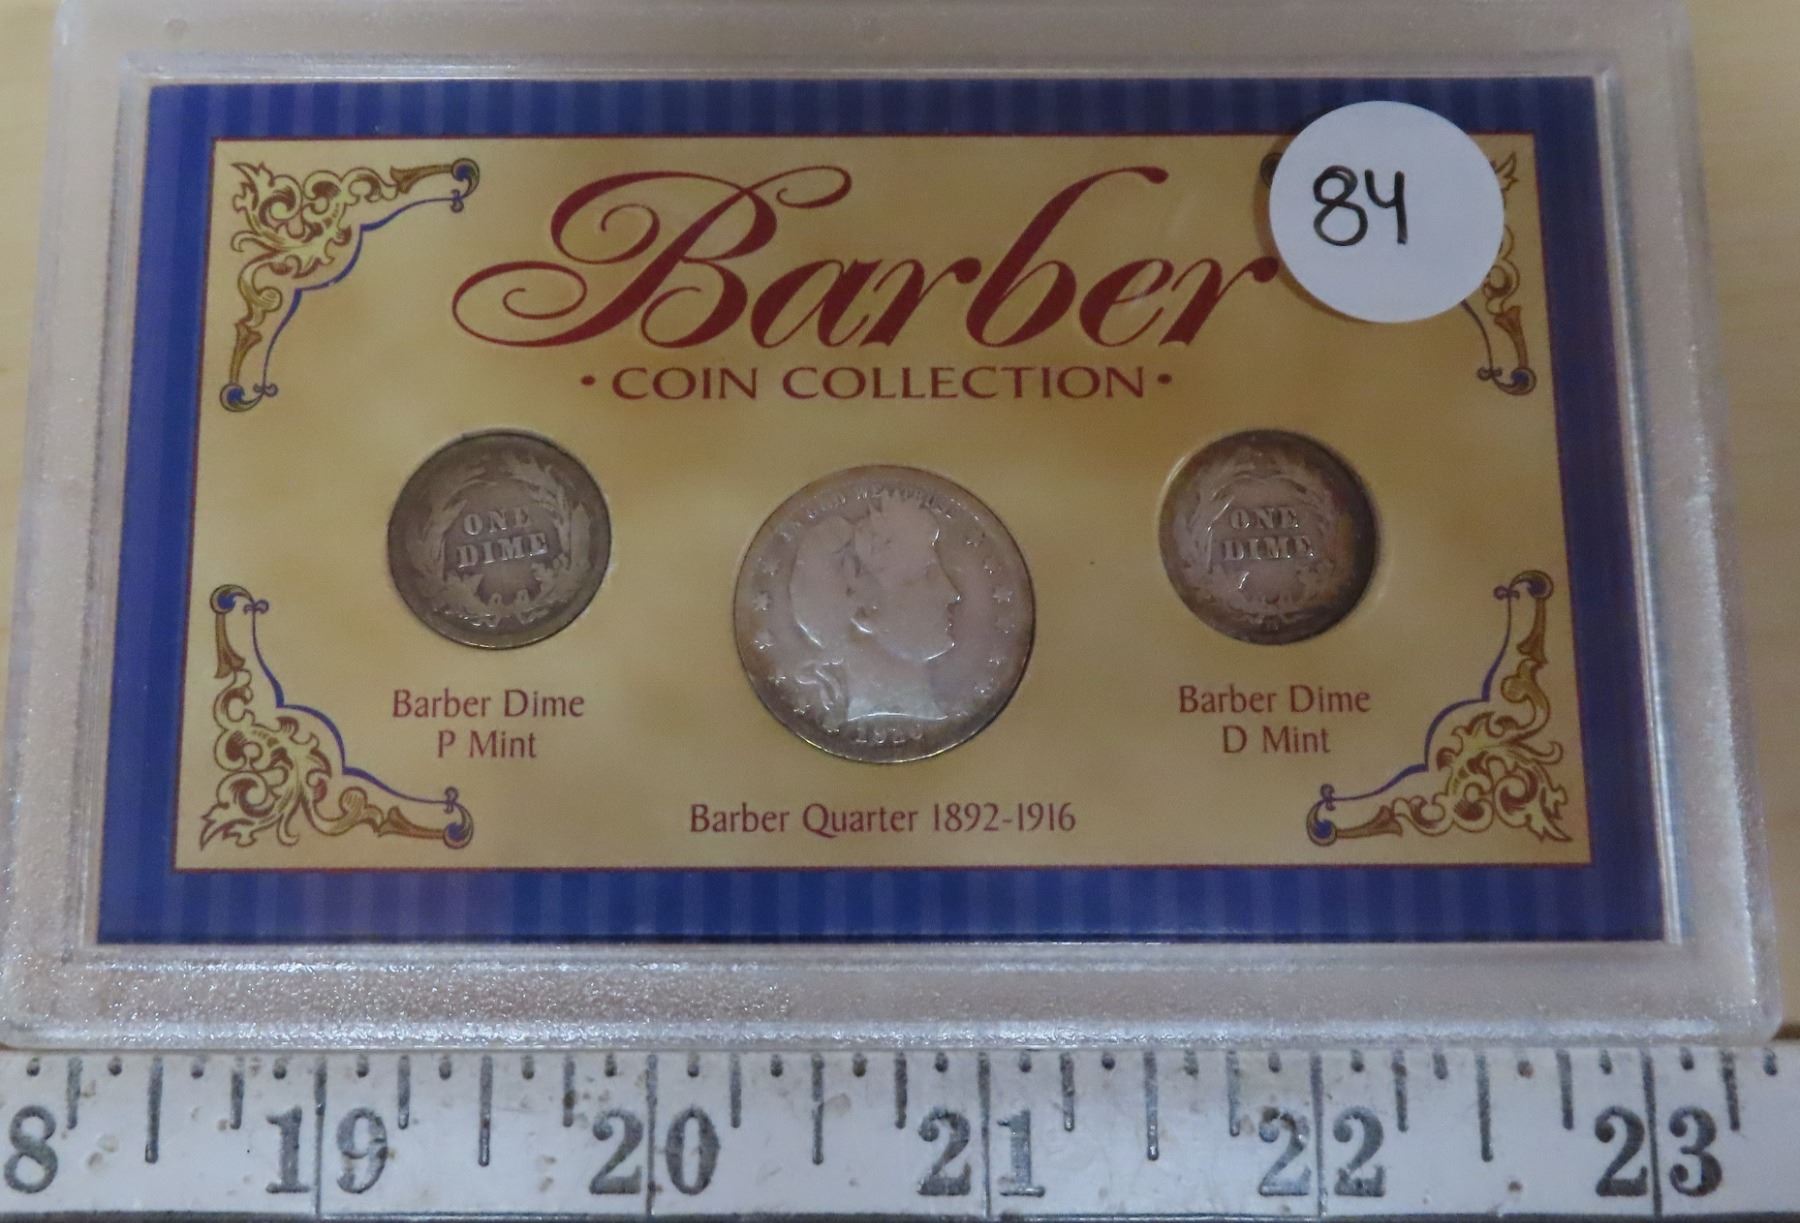 Barber
84
• COIN COLLECTION •
ONE
DIME
IN GOD WE TRUST
ONE
DIME
Barber Dime
P Mint
Barber Dime
D Mint
Barber Quarter 1892-1916
8 19 20 21 22 23